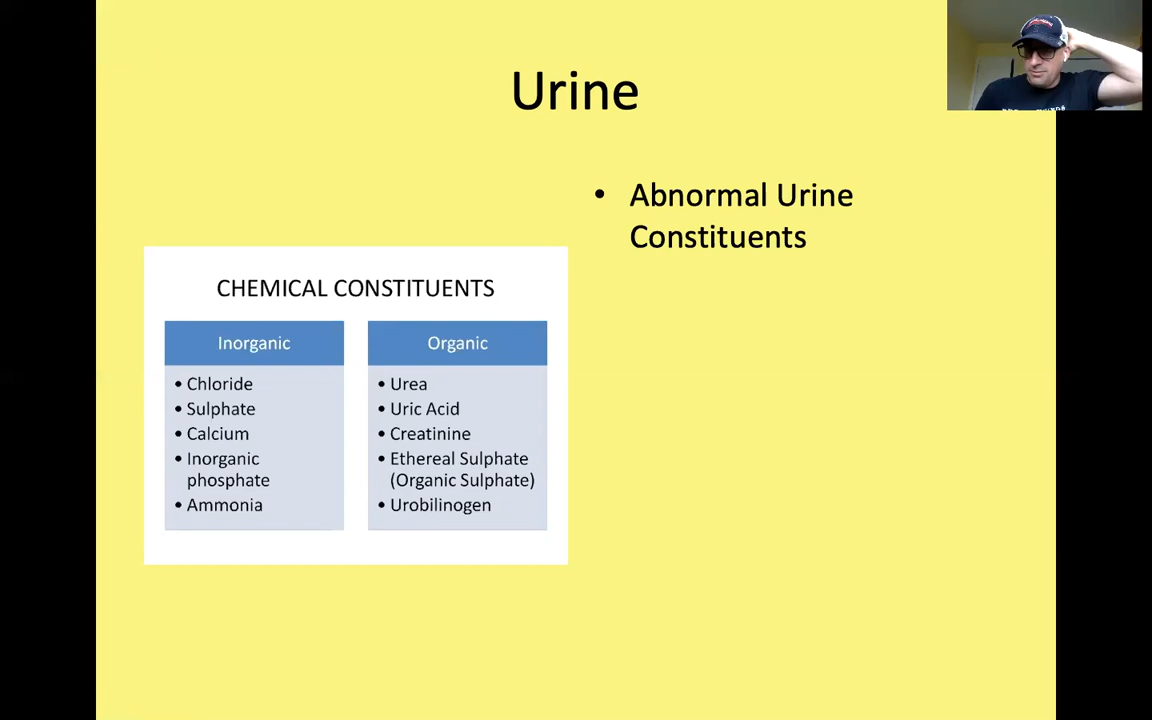 Urine
• Abnormal Urine
Constituents
CHEMICAL CONSTITUENTS
Inorganic
• Chloride
• Sulphate
• Calcium
• Inorganic
phosphate
• Ammonia
Organic
• Urea
• Uric Acid
• Creatinine
• Ethereal Sulphate
(Organic Sulphate)
• Urobilinogen